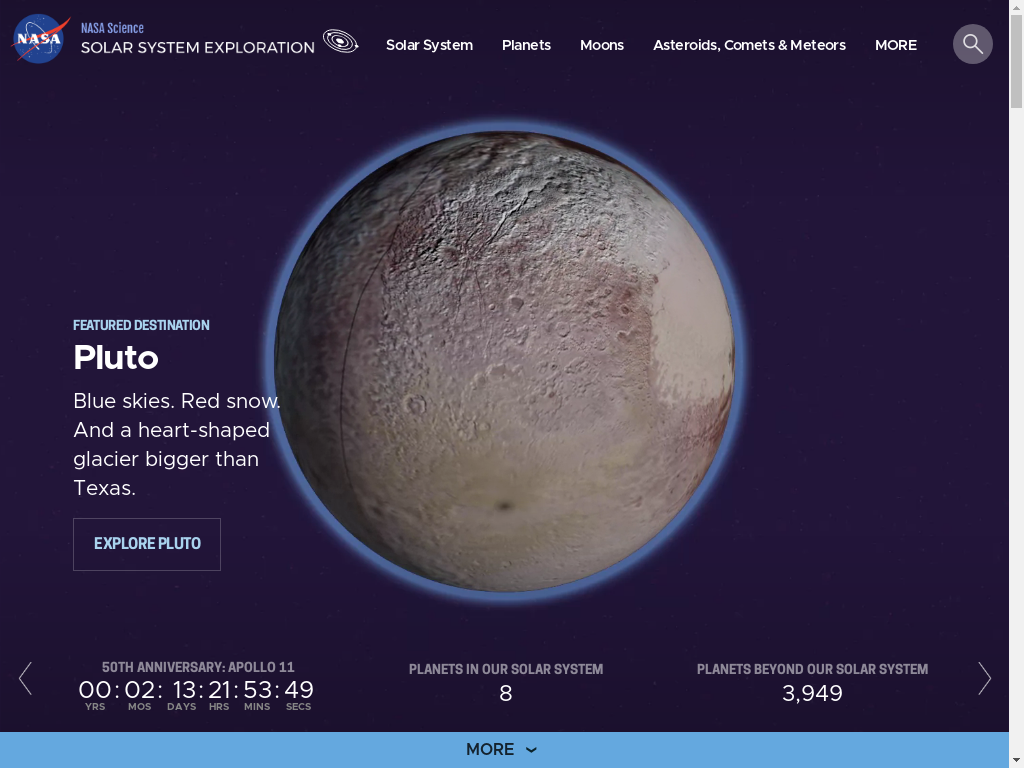 NASA
NASA Science
SOLAR SYSTEM EXPLORATION
Solar System
Planets
Moons
Asteroids, Comets & Meteors
MORE
FEATURED DESTINATION
Pluto
Blue skies. Red snow.
And a heart-shaped
glacier bigger than
Texas.
EXPLORE PLUTO
50TH ANNIVERSARY: APOLLO 11
00 : 02 : 13 : 21 : 53 : 49
YRS MOS DAYS HRS MINS SECS
PLANETS IN OUR SOLAR SYSTEM
8
PLANETS BEYOND OUR SOLAR SYSTEM
3,949
MORE